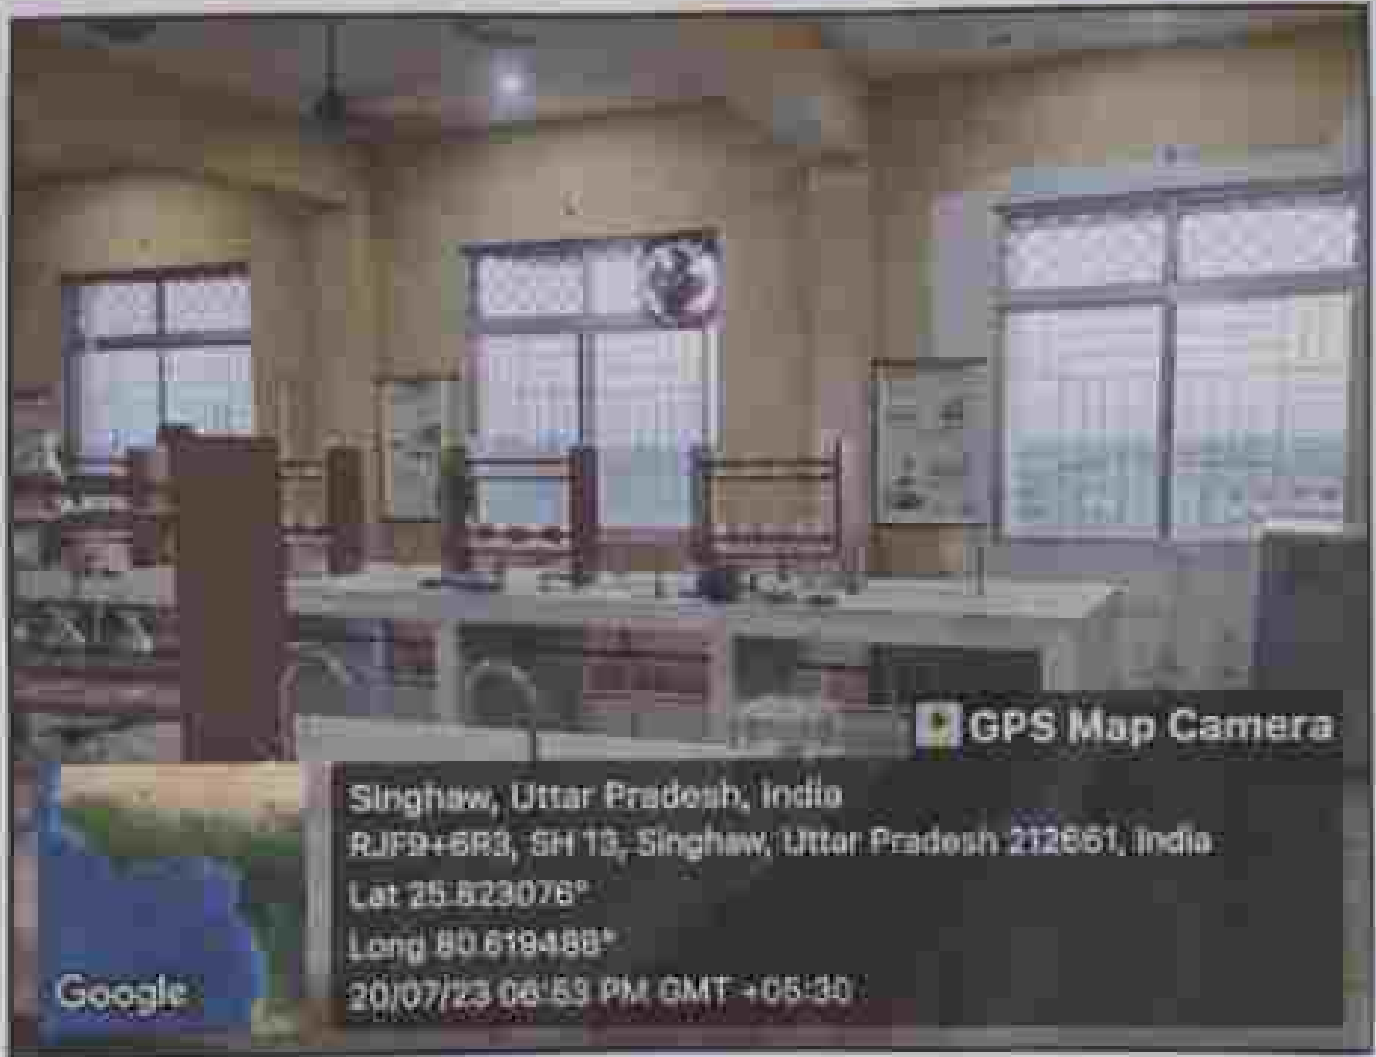 GPS Map Camera
Singhaw, Uttar Pradesh, India
RJF9+6R3, SH 13, Singhaw, Uttar Pradesh 212661, India
Lat 25.823076°
Long 80.619488°
Google
20/07/23 06:53 PM GMT +05:30